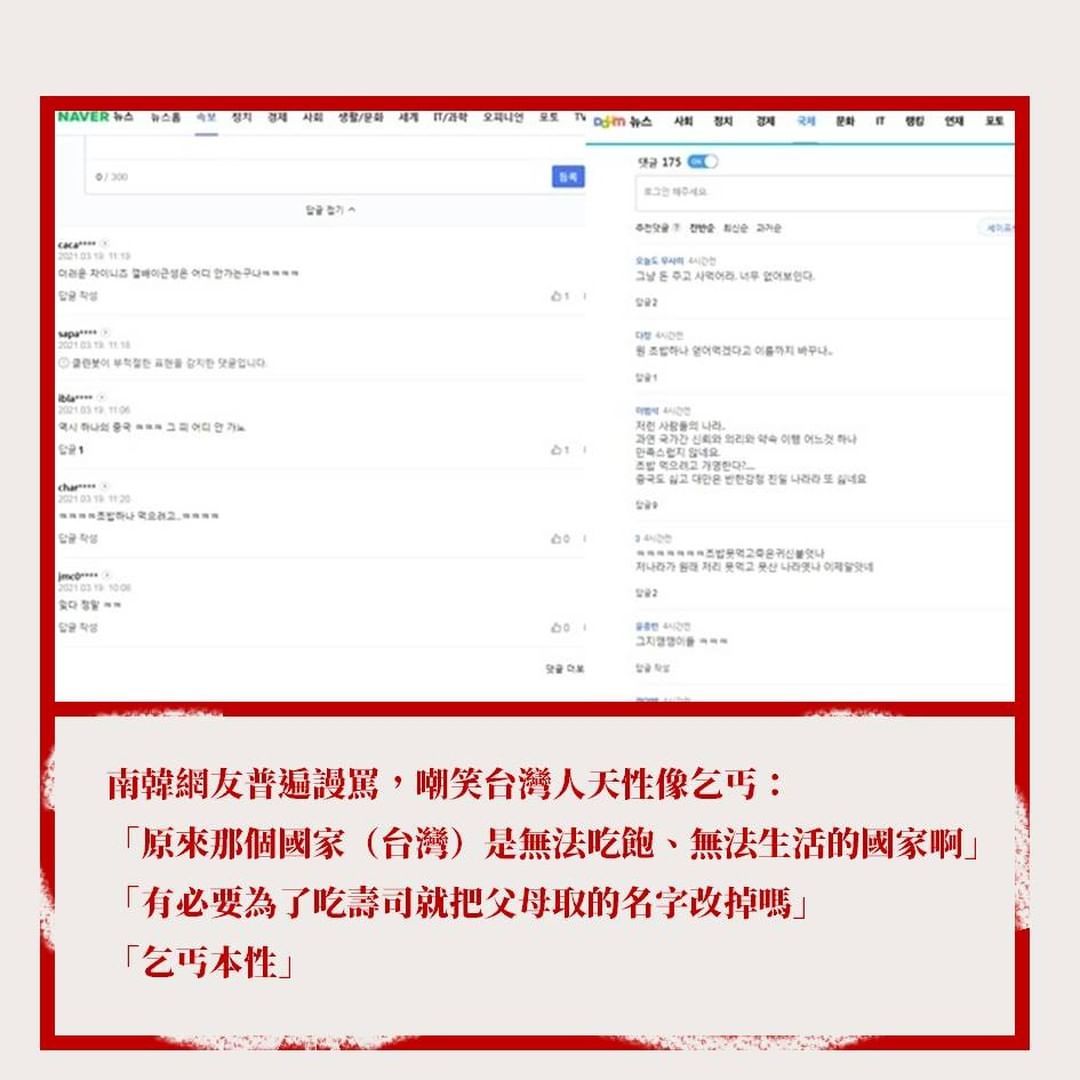 NAVER 뉴스 뉴스홈 속보 정치 경제 사회 생활/문화 세계 IT/과학 오피니언 포토 TV
0 / 300
등록
답글 접기
caca****
2021.03.19. 11:19
더러운 차이니즈 껄배이근성은 어디 안가는구나ㅋㅋㅋㅋ
답글 작성
1
sapa****
2021.03.19. 11:18
클린봇이 부적절한 표현을 감지한 댓글입니다.
ibla****
2021.03.19. 11:06
역시 하나의 중국 ㅋㅋㅋ 그 피 어디 안 가노
답글 1
1
char****
2021.03.19. 11:20
ㅋㅋㅋㅋ초밥하나 먹으려고..ㅋㅋㅋㅋ
답글 작성
0
jmc0****
2021.03.19. 10:08
정말 ㅋㅋ
답글 작성
0
댓글 더보
Daum 뉴스 사회 정치 경제 국제 문화 IT 랭킹 연재 포토
댓글 175 ON
로그인 해주세요.
추천댓글 찬반순 최신순 과거순
세이프
오늘도 무사히 4시간전
그냥 돈 주고 사먹어라. 너무 없어보인다.
답글2
다정 4시간전
뭔 초밥하나 얻어먹겠다고 이름까지 바꾸냐..
답글1
4시간전
저런 사람들의 나라.
과연 국가간 신뢰와 의리와 약속 이행 어느것 하나
만족스럽지 않네요.
초밥 먹으려고 개명한다?...
중국도 싫고 대만은 반한감정 친일 나라라 또 싫네요
답글9
3 4시간전
ㅋㅋㅋㅋㅋㅋㅋ초밥못먹고죽은귀신붙엇나
저나라가 원래 저리 못먹고 못산 나라엿나 이제알앗네
답글2
4시간전
그지깽깽이들 ㅋㅋㅋ
답글 작성
南韓網友普遍謾罵，嘲笑台灣人天性像乞丐：
「原來那個國家（台灣）是無法吃飽、無法生活的國家啊」
「有必要為了吃壽司就把父母取的名字改掉嗎」
「乞丐本性」